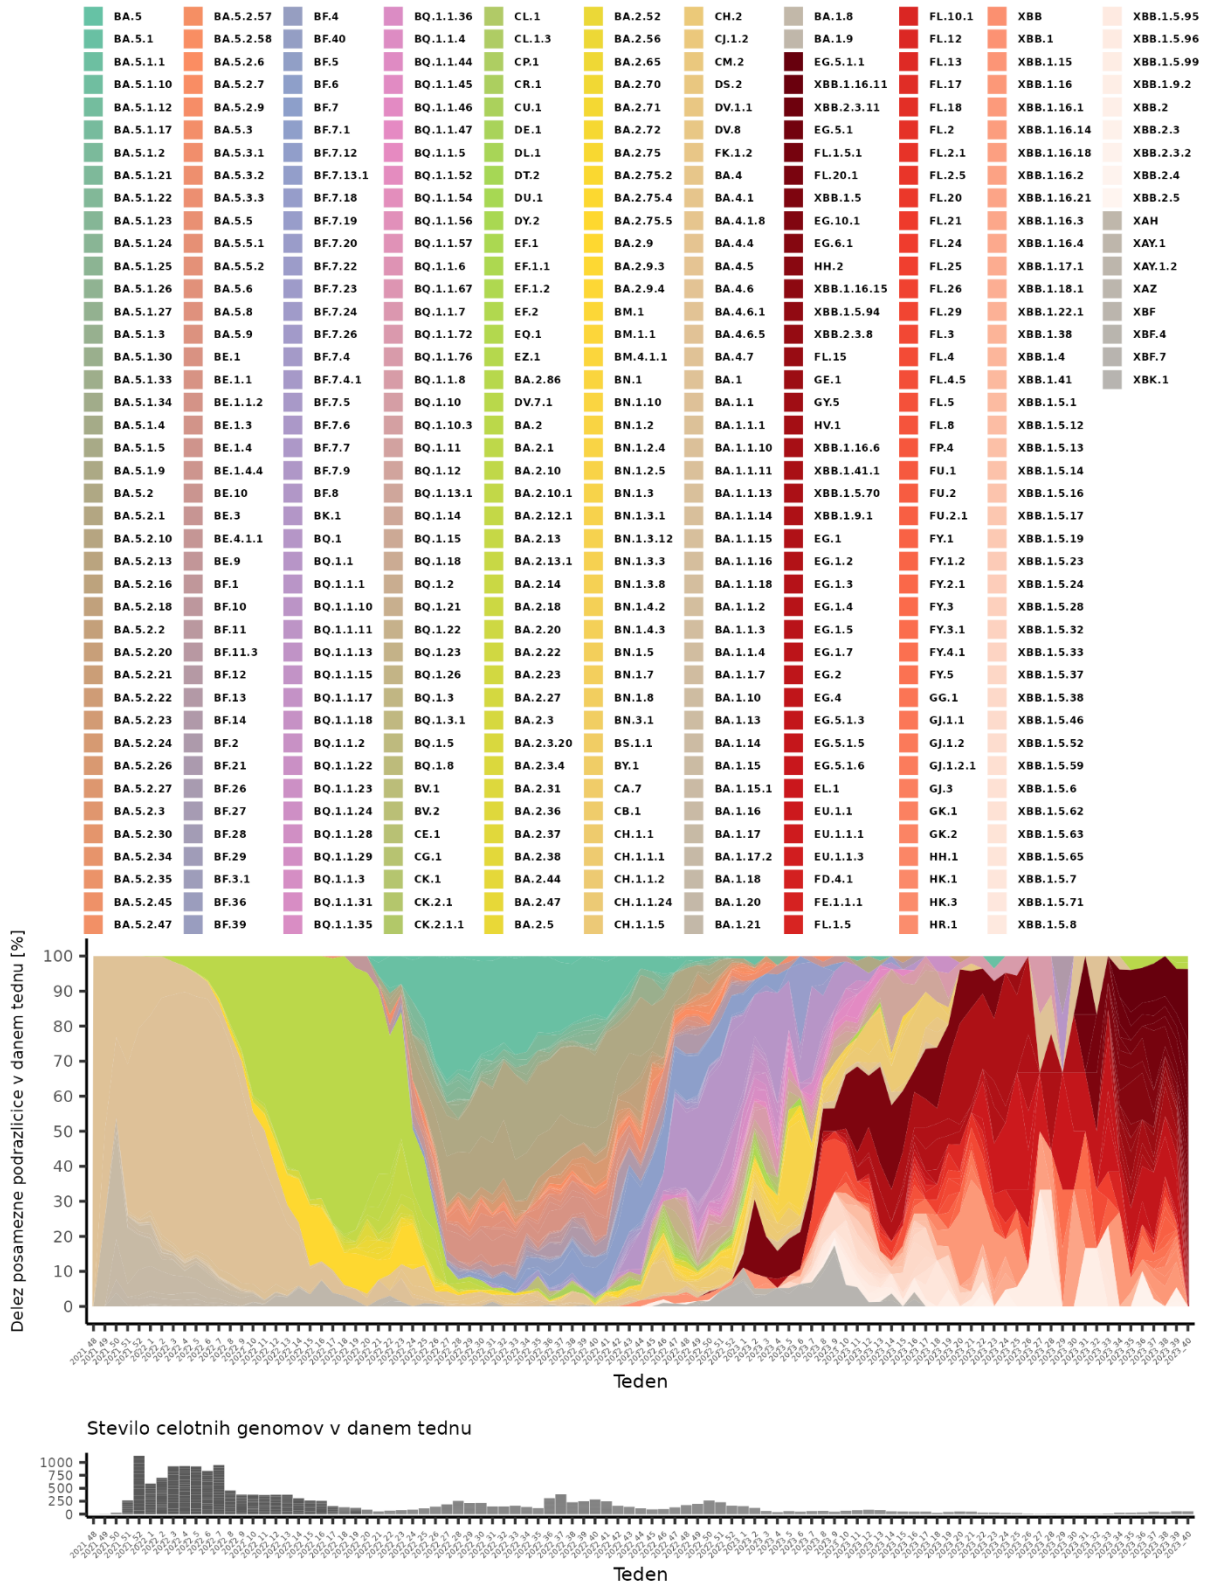 BA.5
BA.5.1
BA.5.1.1
BA.5.1.10
BA.5.1.12
BA.5.1.17
BA.5.1.2
BA.5.1.21
BA.5.1.22
BA.5.1.23
BA.5.1.24
BA.5.1.25
BA.5.1.26
BA.5.1.27
BA.5.1.3
BA.5.1.30
BA.5.1.33
BA.5.1.34
BA.5.1.4
BA.5.1.5
BA.5.1.9
BA.5.2
BA.5.2.1
BA.5.2.10
BA.5.2.13
BA.5.2.16
BA.5.2.18
BA.5.2.2
BA.5.2.20
BA.5.2.21
BA.5.2.22
BA.5.2.23
BA.5.2.24
BA.5.2.26
BA.5.2.27
BA.5.2.3
BA.5.2.30
BA.5.2.34
BA.5.2.35
BA.5.2.45
BA.5.2.47
BA.5.2.57
BA.5.2.58
BA.5.2.6
BA.5.2.7
BA.5.2.9
BA.5.3
BA.5.3.1
BA.5.3.2
BA.5.3.3
BA.5.5
BA.5.5.1
BA.5.5.2
BA.5.6
BA.5.8
BA.5.9
BE.1
BE.1.1
BE.1.1.2
BE.1.3
BE.1.4
BE.1.4.4
BE.10
BE.3
BE.4.1.1
BE.9
BF.1
BF.10
BF.11
BF.11.3
BF.12
BF.13
BF.14
BF.2
BF.21
BF.26
BF.27
BF.28
BF.29
BF.3.1
BF.36
BF.39
BF.4
BF.40
BF.5
BF.6
BF.7
BF.7.1
BF.7.12
BF.7.13.1
BF.7.18
BF.7.19
BF.7.20
BF.7.22
BF.7.23
BF.7.24
BF.7.26
BF.7.4
BF.7.4.1
BF.7.5
BF.7.6
BF.7.7
BF.7.9
BF.8
BK.1
BQ.1
BQ.1.1
BQ.1.1.1
BQ.1.1.10
BQ.1.1.11
BQ.1.1.13
BQ.1.1.15
BQ.1.1.17
BQ.1.1.18
BQ.1.1.2
BQ.1.1.22
BQ.1.1.23
BQ.1.1.24
BQ.1.1.28
BQ.1.1.29
BQ.1.1.3
BQ.1.1.31
BQ.1.1.35
BQ.1.1.36
BQ.1.1.4
BQ.1.1.44
BQ.1.1.45
BQ.1.1.46
BQ.1.1.47
BQ.1.1.5
BQ.1.1.52
BQ.1.1.54
BQ.1.1.56
BQ.1.1.57
BQ.1.1.6
BQ.1.1.67
BQ.1.1.7
BQ.1.1.72
BQ.1.1.76
BQ.1.1.8
BQ.1.10
BQ.1.10.3
BQ.1.11
BQ.1.12
BQ.1.13.1
BQ.1.14
BQ.1.15
BQ.1.18
BQ.1.2
BQ.1.21
BQ.1.22
BQ.1.23
BQ.1.26
BQ.1.3
BQ.1.3.1
BQ.1.5
BQ.1.8
BV.1
BV.2
CE.1
CG.1
CK.1
CK.2.1
CK.2.1.1
CL.1
CL.1.3
CP.1
CR.1
CU.1
DE.1
DL.1
DT.2
DU.1
DY.2
EF.1
EF.1.1
EF.1.2
EF.2
EQ.1
EZ.1
BA.2.86
DV.7.1
BA.2
BA.2.1
BA.2.10
BA.2.10.1
BA.2.12.1
BA.2.13
BA.2.13.1
BA.2.14
BA.2.18
BA.2.20
BA.2.22
BA.2.23
BA.2.27
BA.2.3
BA.2.3.20
BA.2.3.4
BA.2.31
BA.2.36
BA.2.37
BA.2.38
BA.2.44
BA.2.47
BA.2.5
BA.2.52
BA.2.56
BA.2.65
BA.2.70
BA.2.71
BA.2.72
BA.2.75
BA.2.75.2
BA.2.75.4
BA.2.75.5
BA.2.9
BA.2.9.3
BA.2.9.4
BM.1
BM.1.1
BM.4.1.1
BN.1
BN.1.10
BN.1.2
BN.1.2.4
BN.1.2.5
BN.1.3
BN.1.3.1
BN.1.3.12
BN.1.3.3
BN.1.3.8
BN.1.4.2
BN.1.4.3
BN.1.5
BN.1.7
BN.1.8
BN.3.1
BS.1.1
BY.1
CA.7
CB.1
CH.1.1
CH.1.1.1
CH.1.1.2
CH.1.1.24
CH.1.1.5
CH.2
CJ.1.2
CM.2
DS.2
DV.1.1
DV.8
FK.1.2
BA.4
BA.4.1
BA.4.1.8
BA.4.4
BA.4.5
BA.4.6
BA.4.6.1
BA.4.6.5
BA.4.7
BA.1
BA.1.1
BA.1.1.1
BA.1.1.10
BA.1.1.11
BA.1.1.13
BA.1.1.14
BA.1.1.15
BA.1.1.16
BA.1.1.18
BA.1.1.2
BA.1.1.3
BA.1.1.4
BA.1.1.7
BA.1.10
BA.1.13
BA.1.14
BA.1.15
BA.1.15.1
BA.1.16
BA.1.17
BA.1.17.2
BA.1.18
BA.1.20
BA.1.21
BA.1.8
BA.1.9
EG.5.1.1
XBB.1.16.11
XBB.2.3.11
EG.5.1
FL.1.5.1
FL.20.1
XBB.1.5
EG.10.1
EG.6.1
HH.2
XBB.1.16.15
XBB.1.5.94
XBB.2.3.8
FL.15
GE.1
GY.5
HV.1
XBB.1.16.6
XBB.1.41.1
XBB.1.5.70
XBB.1.9.1
EG.1
EG.1.2
EG.1.3
EG.1.4
EG.1.5
EG.1.7
EG.2
EG.4
EG.5.1.3
EG.5.1.5
EG.5.1.6
EL.1
EU.1.1
EU.1.1.1
EU.1.1.3
FD.4.1
FE.1.1.1
FL.1.5
FL.10.1
FL.12
FL.13
FL.17
FL.18
FL.2
FL.2.1
FL.2.5
FL.20
FL.21
FL.24
FL.25
FL.26
FL.29
FL.3
FL.4
FL.4.5
FL.5
FL.8
FP.4
FU.1
FU.2
FU.2.1
FY.1
FY.1.2
FY.2.1
FY.3
FY.3.1
FY.4.1
FY.5
GG.1
GJ.1.1
GJ.1.2
GJ.1.2.1
GJ.3
GK.1
GK.2
HH.1
HK.1
HK.3
HR.1
XBB
XBB.1
XBB.1.15
XBB.1.16
XBB.1.16.1
XBB.1.16.14
XBB.1.16.18
XBB.1.16.2
XBB.1.16.21
XBB.1.16.3
XBB.1.16.4
XBB.1.17.1
XBB.1.18.1
XBB.1.22.1
XBB.1.38
XBB.1.4
XBB.1.41
XBB.1.5.1
XBB.1.5.12
XBB.1.5.13
XBB.1.5.14
XBB.1.5.16
XBB.1.5.17
XBB.1.5.19
XBB.1.5.23
XBB.1.5.24
XBB.1.5.28
XBB.1.5.32
XBB.1.5.33
XBB.1.5.37
XBB.1.5.38
XBB.1.5.46
XBB.1.5.52
XBB.1.5.59
XBB.1.5.6
XBB.1.5.62
XBB.1.5.63
XBB.1.5.65
XBB.1.5.7
XBB.1.5.71
XBB.1.5.8
XBB.1.5.95
XBB.1.5.96
XBB.1.5.99
XBB.1.9.2
XBB.2
XBB.2.3
XBB.2.3.2
XBB.2.4
XBB.2.5
XAH
XAY.1
XAY.1.2
XAZ
XBF
XBF.4
XBF.7
XBK.1
Delez posamezne podrazlicice v danem tednu [%]
100
90
80
70
60
50
40
30
20
10
0
Teden
Stevilo celotnih genomov v danem tednu
1000
750
500
250
0
Teden